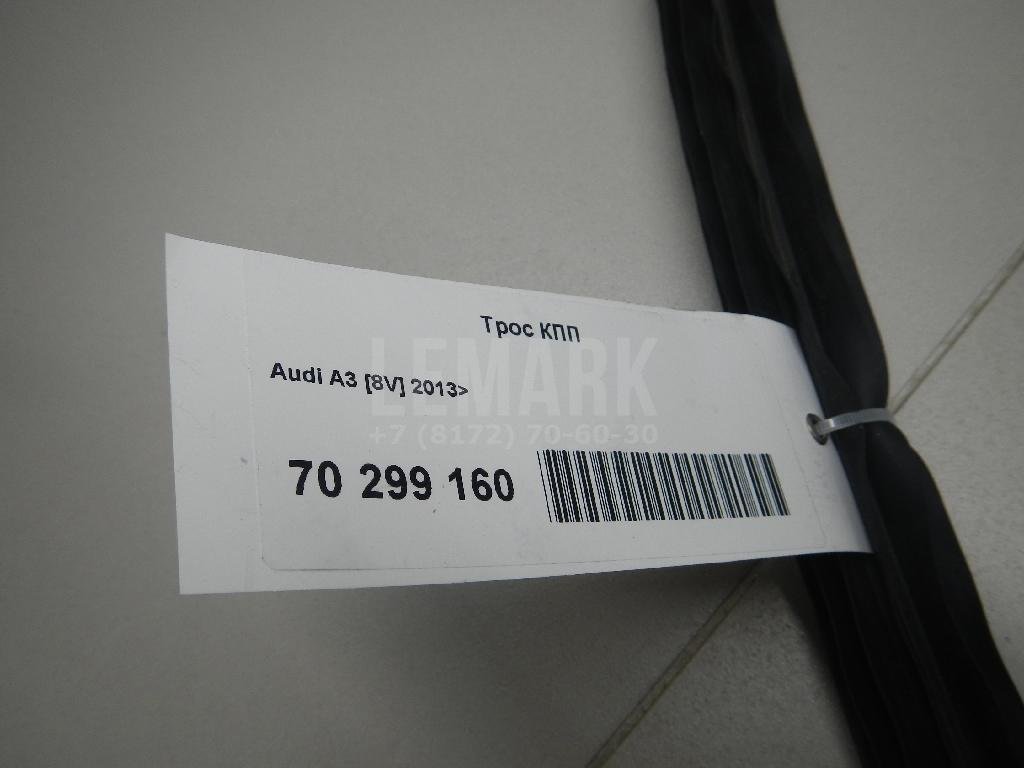 Трос КПП
Audi A3 [8V] 2013>
LEMARK
+7 (8172) 70-60-30
70 299 160